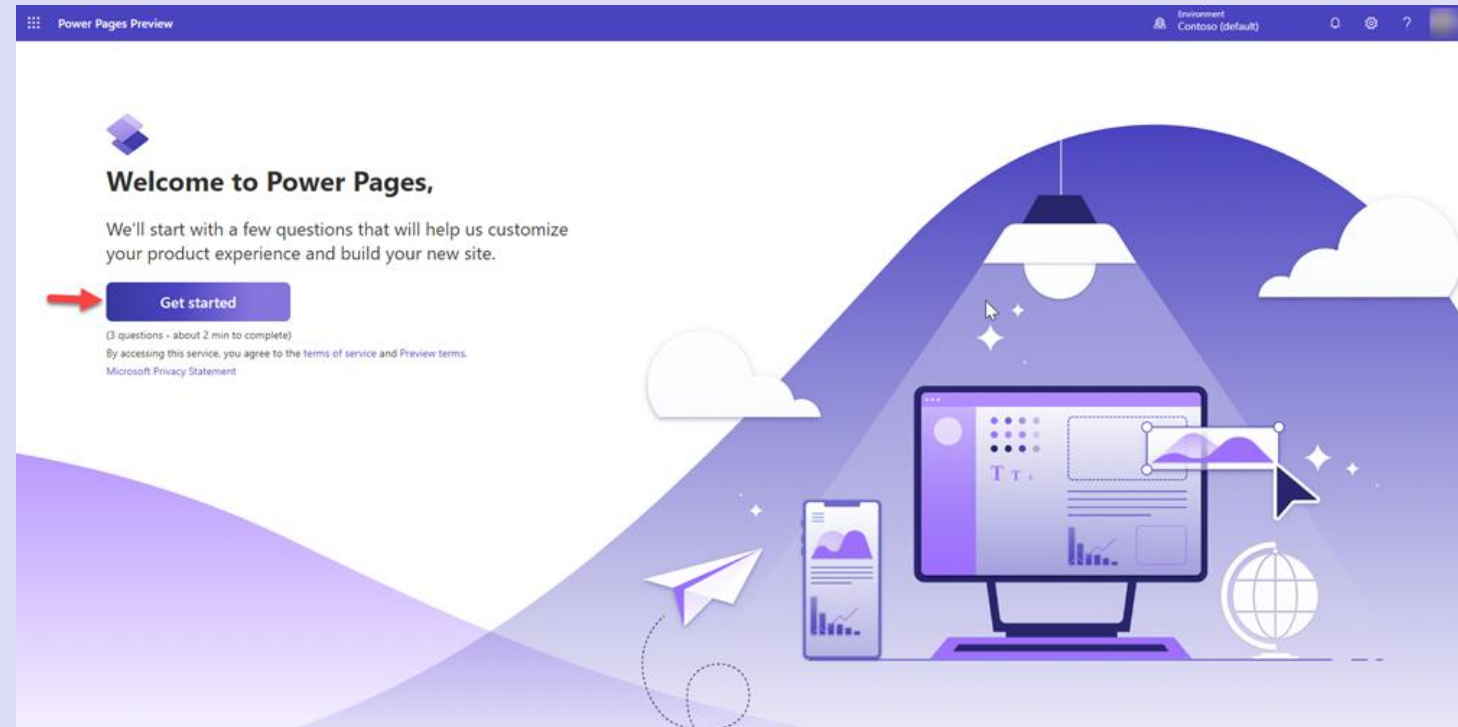 Power Pages Preview
Environment
Contoso (default)
?
Welcome to Power Pages,
We'll start with a few questions that will help us customize
your product experience and build your new site.
Get started
(3 questions - about 2 min to complete)
By accessing this service, you agree to the terms of service and Preview terms.
Microsoft Privacy Statement
T T T